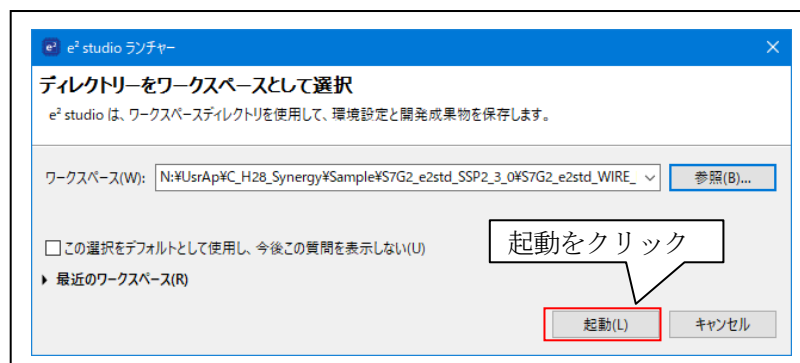 e² studio ランチャー
ディレクトリーをワークスペースとして選択
e² studio は、ワークスペースディレクトリを使用して、環境設定と開発成果物を保存します。
ワークスペース(W): N:¥UsrAp¥C_H28_Synergy¥Sample¥S7G2_e2std_SSP2_3_0¥S7G2_e2std_WIRE_ 参照(B)...
この選択をデフォルトとして使用し、今後この質問を表示しない(U)
起動をクリック
最近のワークスペース(R)
起動(L) キャンセル